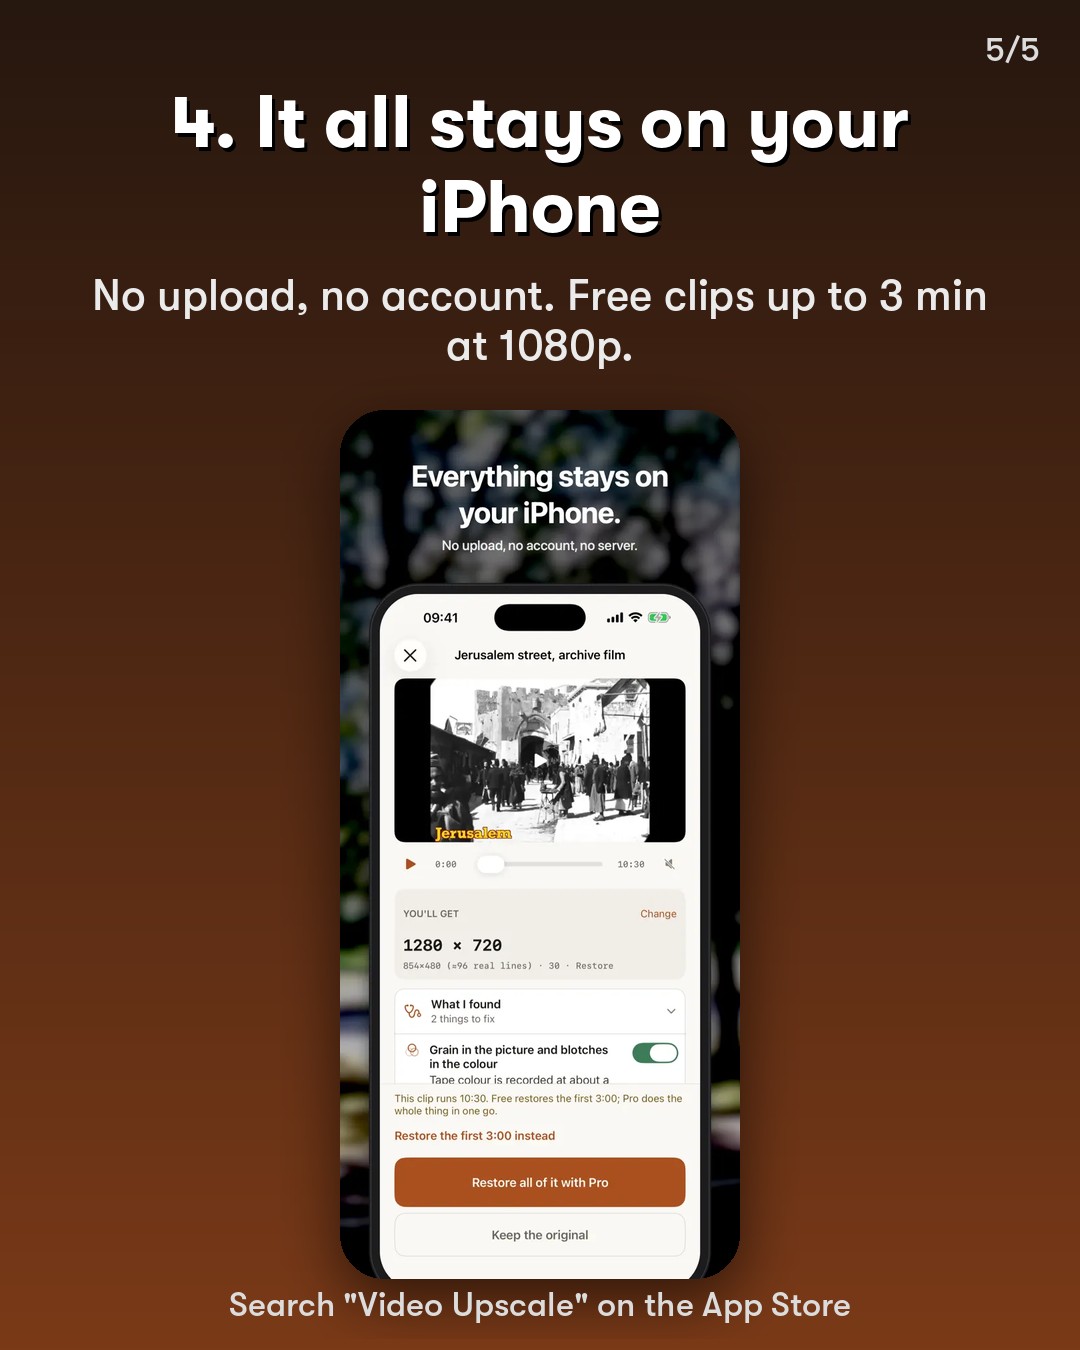 5/5
4. It all stays on your
iPhone
No upload, no account. Free clips up to 3 min
at 1080p.
Everything stays on
your iPhone.
No upload, no account, no server.
09:41
Jerusalem street, archive film
Jerusalem
0:00
10:30
YOU'LL GET
Change
1280 × 720
854×480 (≈96 real lines) · 30 · Restore
What I found
2 things to fix
Grain in the picture and blotches
in the colour
Tape colour is recorded at about a
This clip runs 10:30. Free restores the first 3:00; Pro does the
whole thing in one go.
Restore the first 3:00 instead
Restore all of it with Pro
Keep the original
Search "Video Upscale" on the App Store